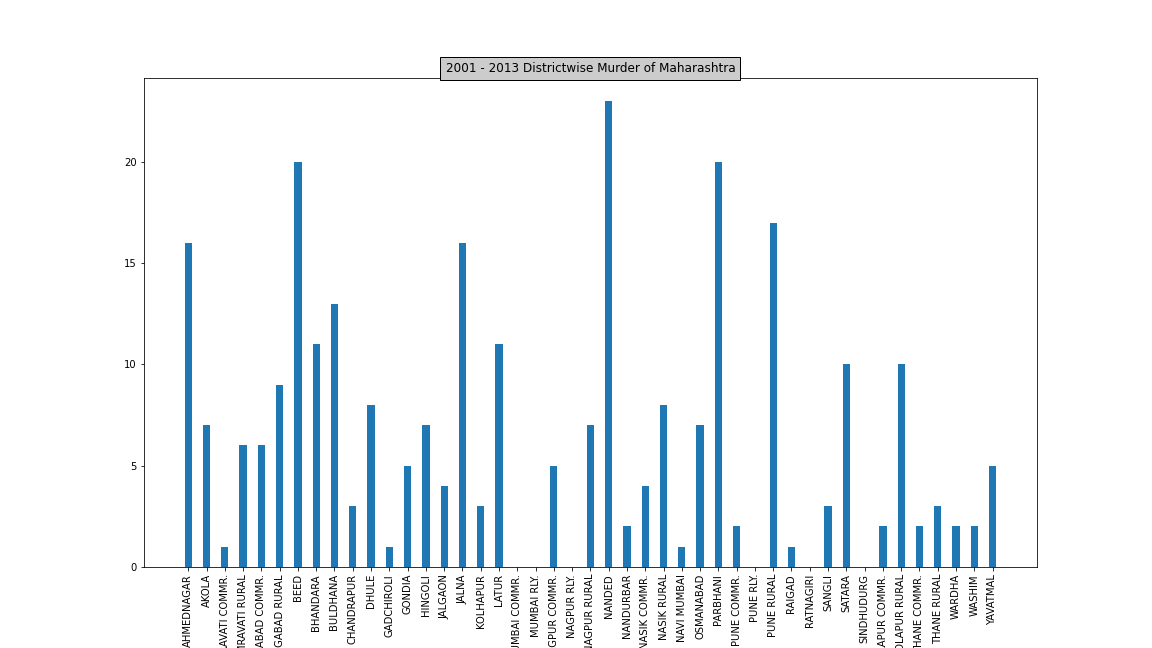 2001 - 2013 Districtwise Murder of Maharashtra
20
15
10
5
0
AHMEDNAGAR
AKOLA
AVATI COMMR.
MRAVATI RURAL
ABAD COMMR.
GABAD RURAL
BEED
BHANDARA
BULDHANA
CHANDRAPUR
DHULE
GADCHIROLI
GONDIA
HINGOLI
JALGAON
JALNA
KOLHAPUR
LATUR
UMBAI COMMR.
MUMBAI RLY.
GPUR COMMR.
NAGPUR RLY.
NAGPUR RURAL
NANDED
NANDURBAR
NASIK COMMR.
NASIK RURAL
NAVI MUMBAI
OSMANABAD
PARBHANI
PUNE COMMR.
PUNE RLY.
PUNE RURAL
RAIGAD
RATNAGIRI
SANGLI
SATARA
SINDHUDURG
APUR COMMR.
OLAPUR RURAL
HANE COMMR.
THANE RURAL
WARDHA
WASHIM
YAVATMAL